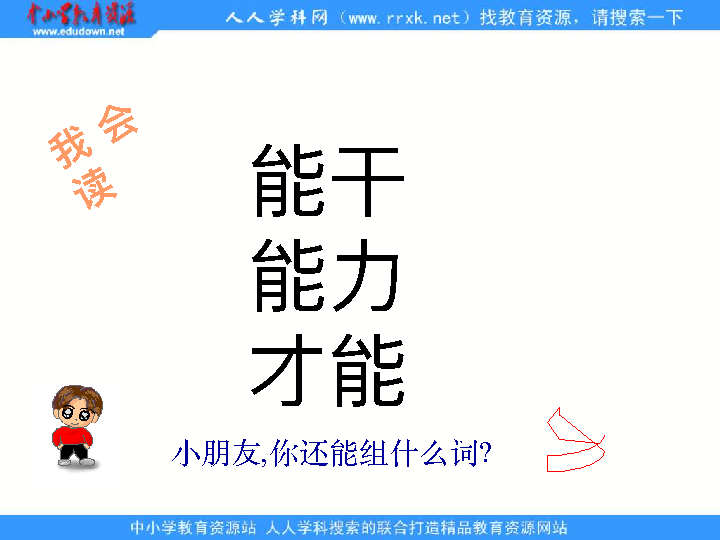 中小学教育资源
www.edudown.net
人人学科网（www.rrxk.net）找教育资源，请搜索一下
我会
读
能干
能力
才能
小朋友,你还能组什么词?
中小学教育资源站 人人学科搜索的联合打造精品教育资源网站